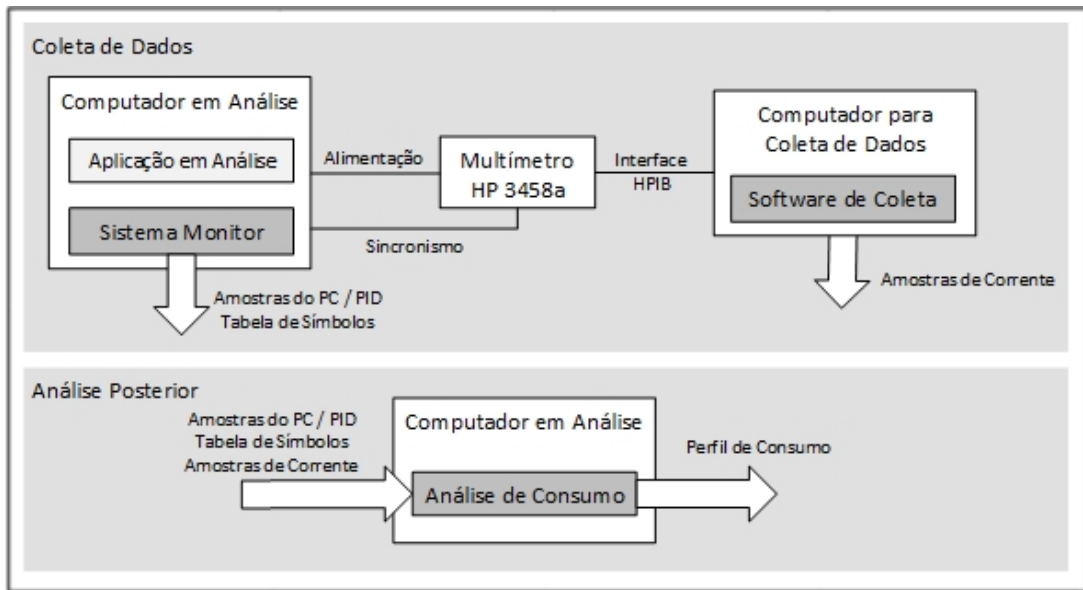 Coleta de Dados
Computador em Análise
Aplicação em Análise
Sistema Monitor
Alimentação
Sincronismo
Multímetro
HP 3458a
Interface
HPIB
Computador para
Coleta de Dados
Software de Coleta
Amostras do PC / PID
Tabela de Símbolos
Amostras de Corrente
Análise Posterior
Amostras do PC / PID
Tabela de Símbolos
Amostras de Corrente
Computador em Análise
Análise de Consumo
Perfil de Consumo